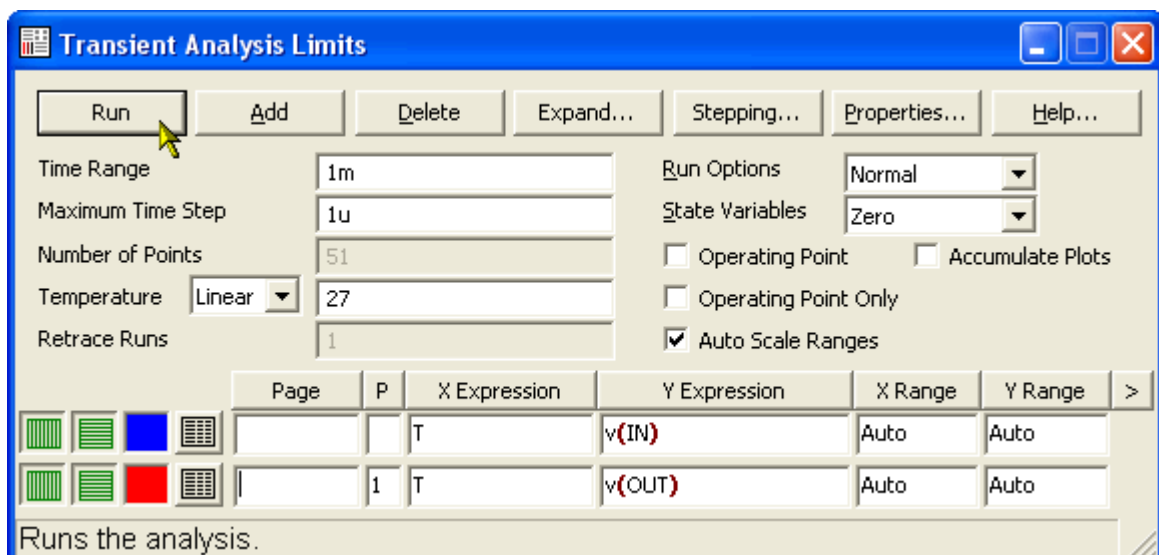 Transient Analysis Limits
Run Add Delete Expand... Stepping... Properties... Help...
Time Range 1m Run Options Normal
Maximum Time Step 1u State Variables Zero
Number of Points 51 Operating Point Accumulate Plots
Temperature Linear 27 Operating Point Only
Retrace Runs 1 Auto Scale Ranges
Page P X Expression Y Expression X Range Y Range >
T v(IN) Auto Auto
1 T v(OUT) Auto Auto
Runs the analysis.